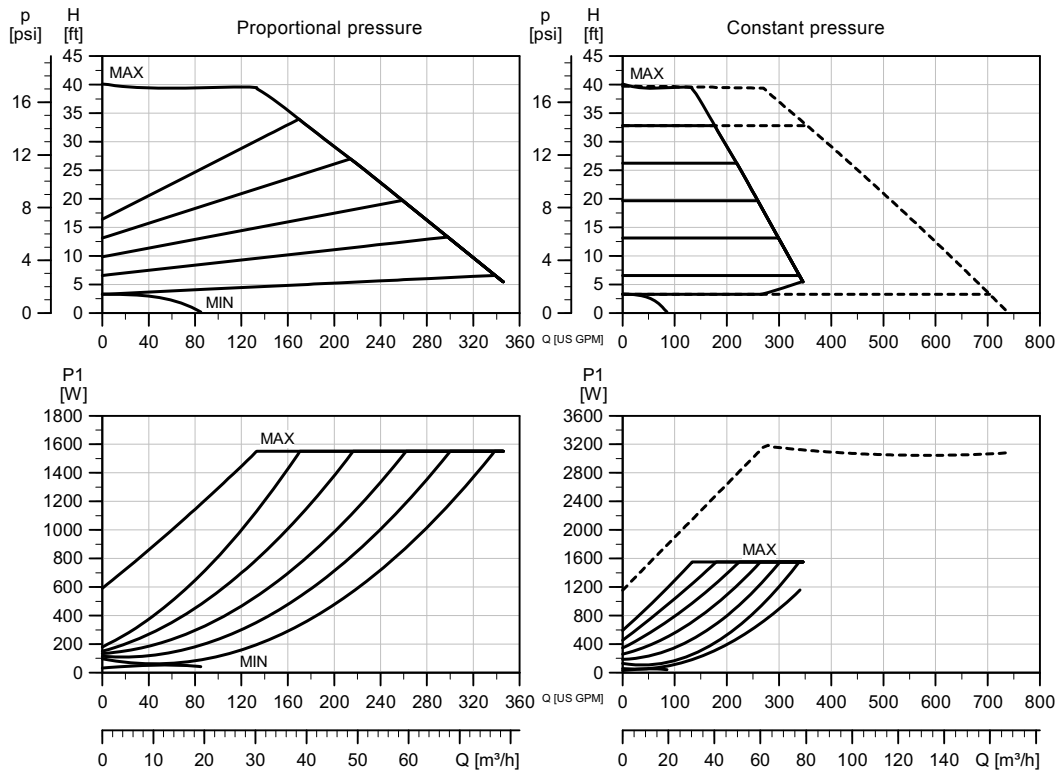 p H Proportional pressure p H Constant pressure
[psi] [ft] [psi] [ft]
45 45
MAX MAX
40 40
16 16
35 35
30 30
12 12
25 25
20 20
8 8
15 15
10 10
4 4
5 5
MIN
0 0 0 0
0 40 80 120 160 200 240 280 320 360 Q [US GPM] 0 100 200 300 400 500 600 700 800
P1 P1
[W] [W]
1800 3600
MAX
1600 3200
1400 2800
1200 2400
1000 2000
800 1600 MAX
600 1200
400 800
200 400
MIN
0 0
0 40 80 120 160 200 240 280 320 360 Q [US GPM] 0 100 200 300 400 500 600 700 800
0 10 20 30 40 50 60 Q [m³/h] 0 20 40 60 80 100 120 140 Q [m³/h]